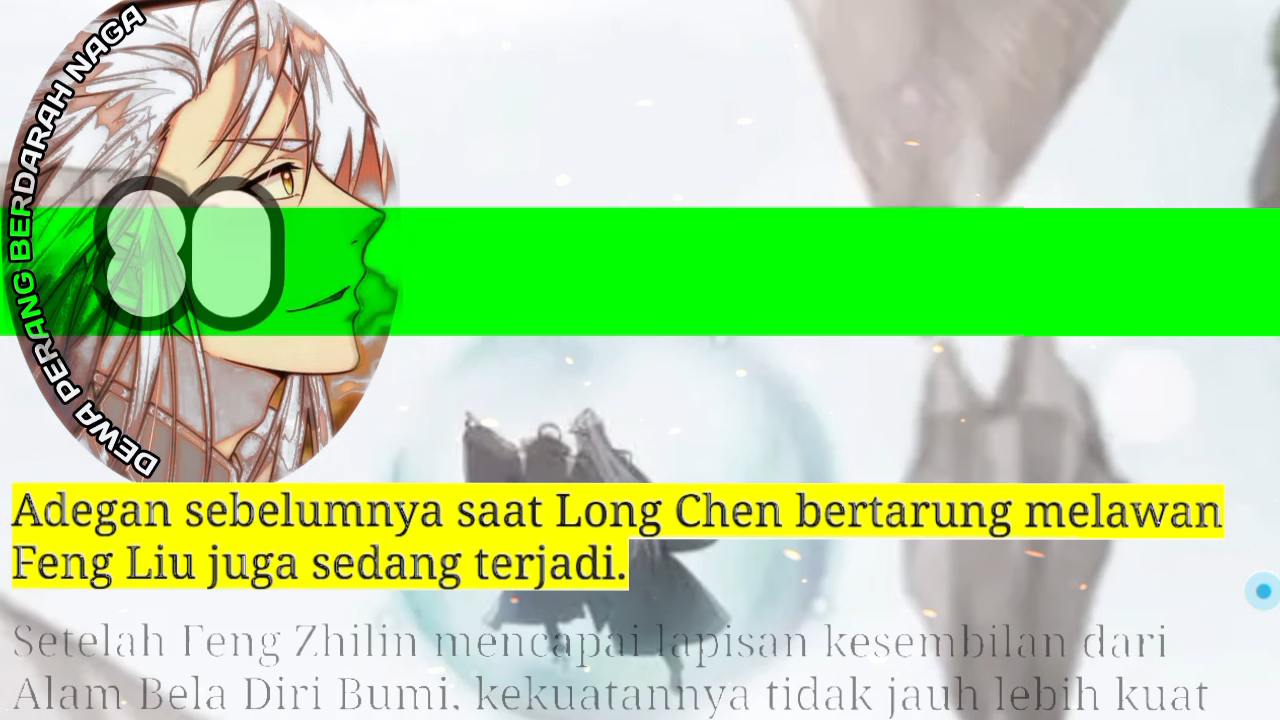 DEWA PERANG BERDARAH NAGA
80
Adegan sebelumnya saat Long Chen bertarung melawan
Feng Liu juga sedang terjadi.
Setelah Feng Zhilin mencapai lapisan kesembilan dari
Alam Bela Diri Bumi, kekuatannya tidak jauh lebih kuat